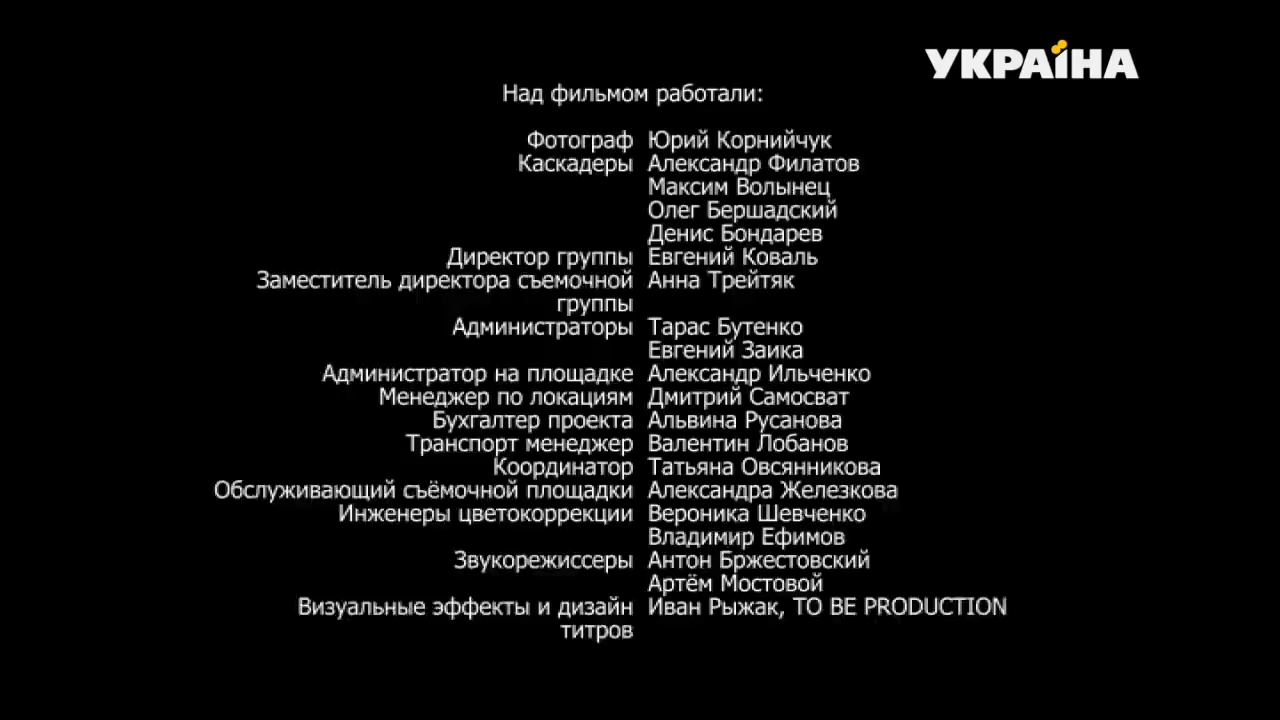 УКРАЇНА
Над фильмом работали:
Фотограф Юрий Корнийчук
Каскадеры Александр Филатов
Максим Волынец
Олег Бершадский
Денис Бондарев
Директор группы Евгений Коваль
Заместитель директора съемочной Анна Трейтяк
группы
Администраторы Тарас Бутенко
Евгений Заика
Администратор на площадке Александр Ильченко
Менеджер по локациям Дмитрий Самосват
Бухгалтер проекта Альвина Русанова
Транспорт менеджер Валентин Лобанов
Координатор Татьяна Овсянникова
Обслуживающий съёмочной площадки Александра Железкова
Инженеры цветокоррекции Вероника Шевченко
Владимир Ефимов
Звукорежиссеры Антон Бржестовский
Артём Мостовой
Визуальные эффекты и дизайн Иван Рыжак, TO BE PRODUCTION
титров